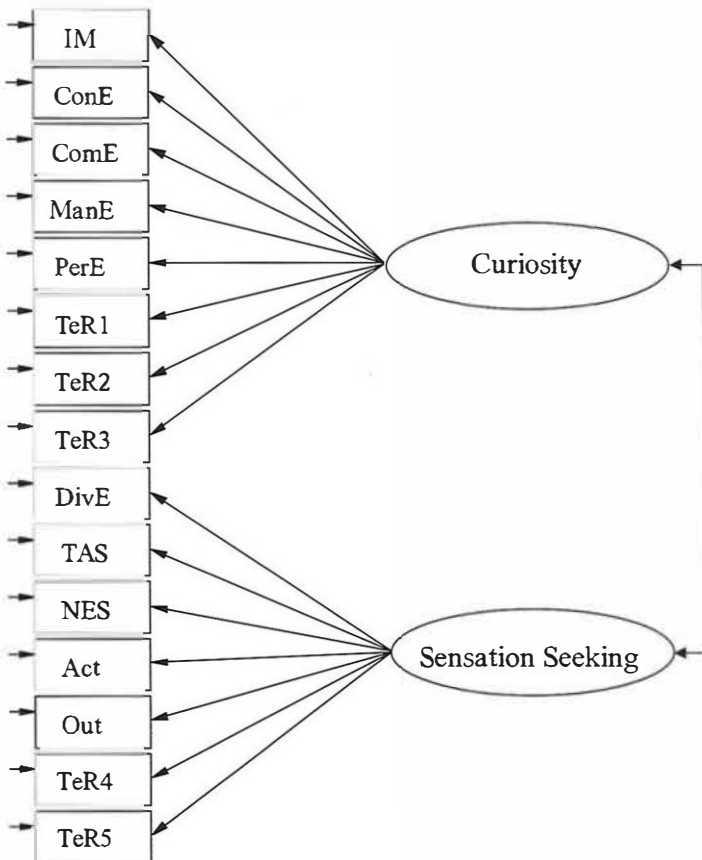 IM
ConE
ComE
ManE
PerE
TeR1
TeR2
TeR3
DivE
TAS
NES
Act
Out
TeR4
TeR5
Curiosity
Sensation Seeking